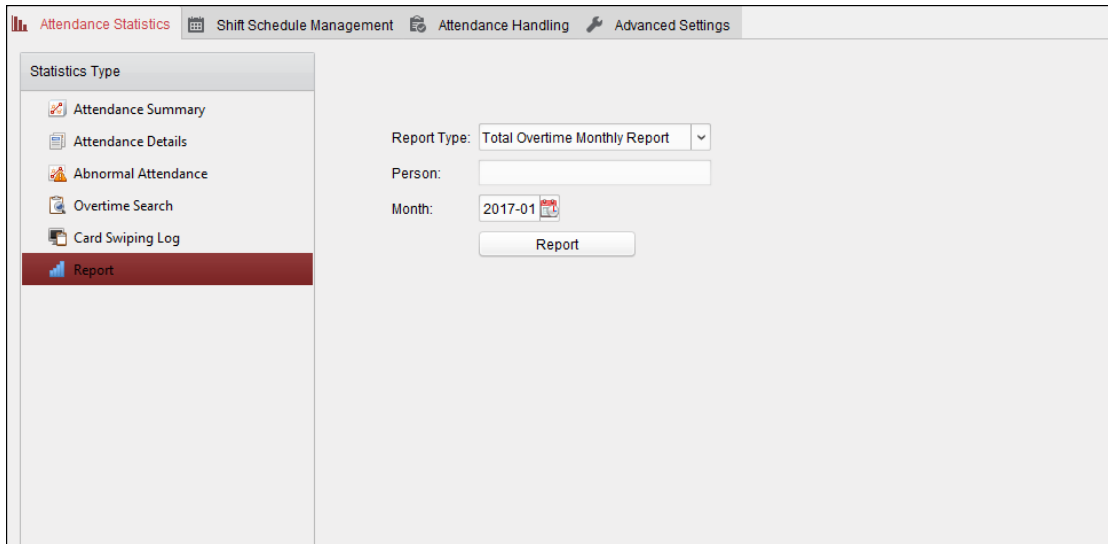 Attendance Statistics Shift Schedule Management Attendance Handling Advanced Settings
Statistics Type
Attendance Summary
Attendance Details
Abnormal Attendance
Overtime Search
Card Swiping Log
Report
Report Type: Total Overtime Monthly Report
Person:
Month: 2017-01
Report